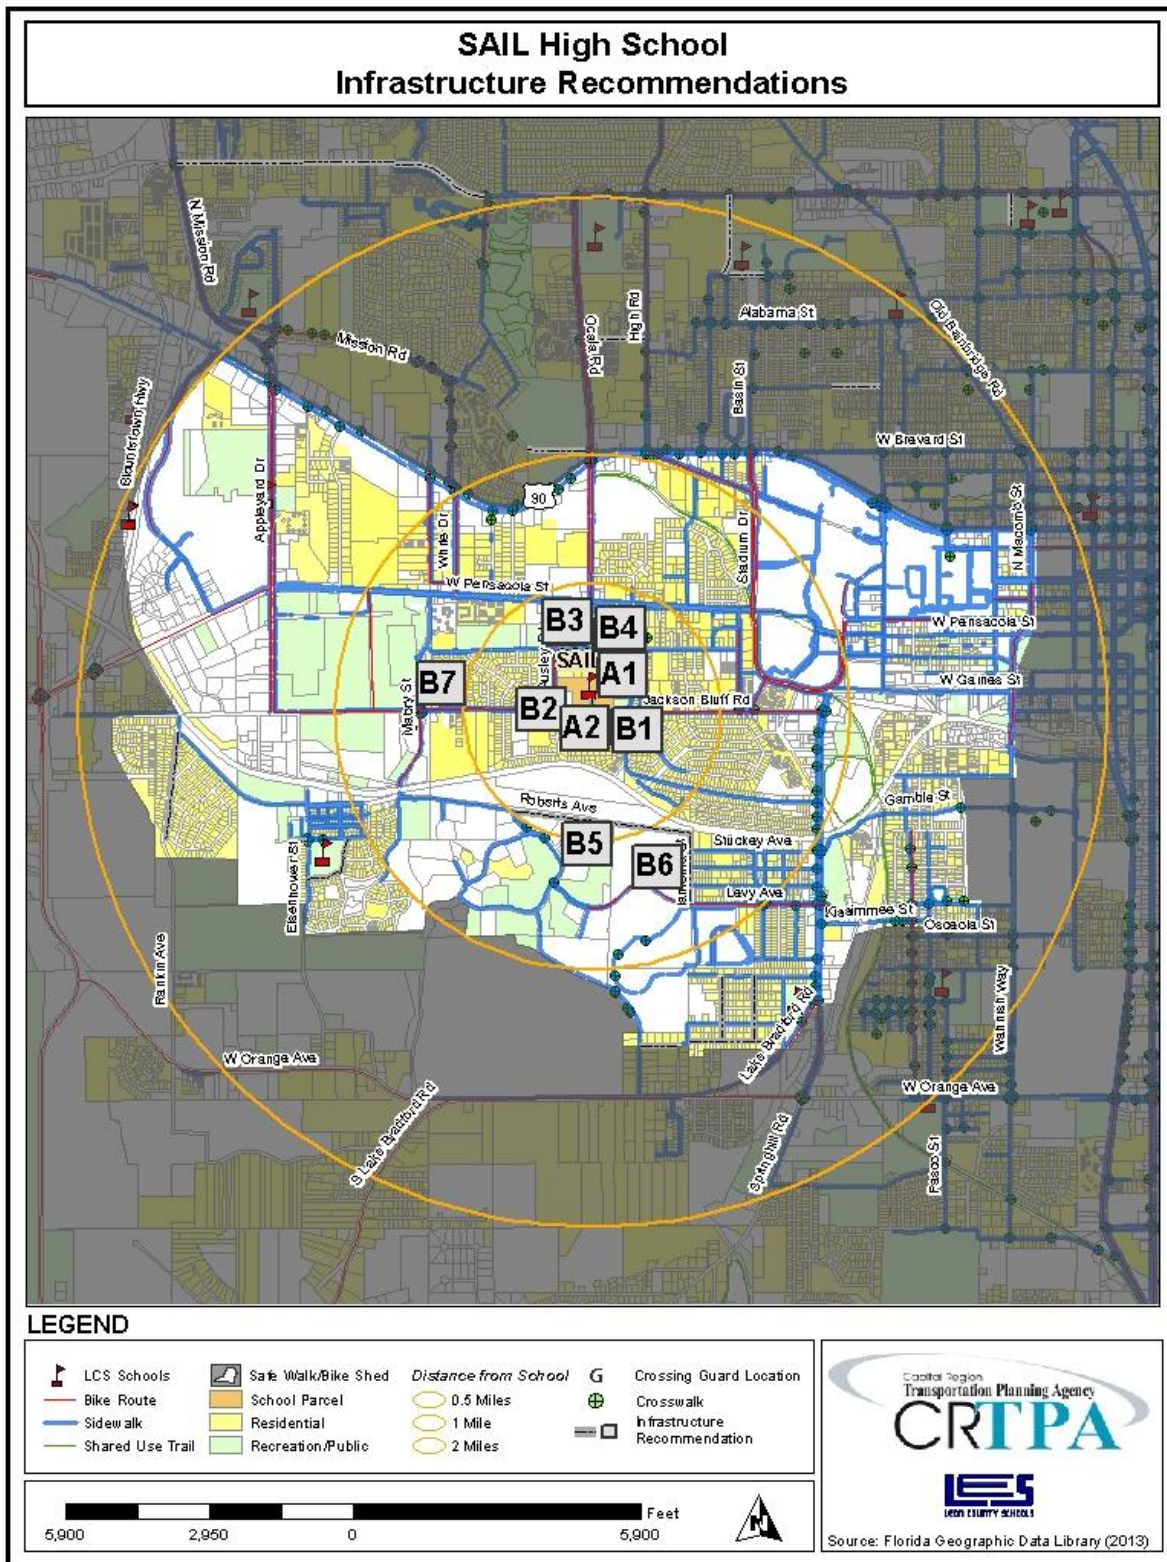 SAIL High School
Infrastructure Recommendations
N Mission Rd
Mission Rd
Ocala Rd
High Rd
Alabama St
Basin St
Old Bainbridge Rd
Blountstown Hwy
Appleyard Dr
White Dr
90
Stadium Dr
W Brevard St
N Macomb St
W Pensacola St
W Pensacola St
B3
B4
Ausley
SAIL
A1
W Gaines St
B7
Mabry St
B2
A2
B1
Jackson Bluff Rd
Roberts Ave
Gamble St
B5
Stuckey Ave
B6
Levy Ave
Eisenhower St
Kissimmee St
Osceola St
Rankin Ave
Wahnish Way
Lake Bradford Rd
W Orange Ave
W Orange Ave
S Lake Bradford Rd
Springhill Rd
Pasco St
LEGEND
LCS Schools
Bike Route
Sidewalk
Shared Use Trail
Safe Walk/Bike Shed
School Parcel
Residential
Recreation/Public
Distance from School
0.5 Miles
1 Mile
2 Miles
G Crossing Guard Location
Crosswalk
Infrastructure
Recommendation
Feet
5,900 2,950 0 5,900
N
Capital Region
Transportation Planning Agency
CRTPA
LCS
LEON COUNTY SCHOOLS
Source: Florida Geographic Data Library (2013)